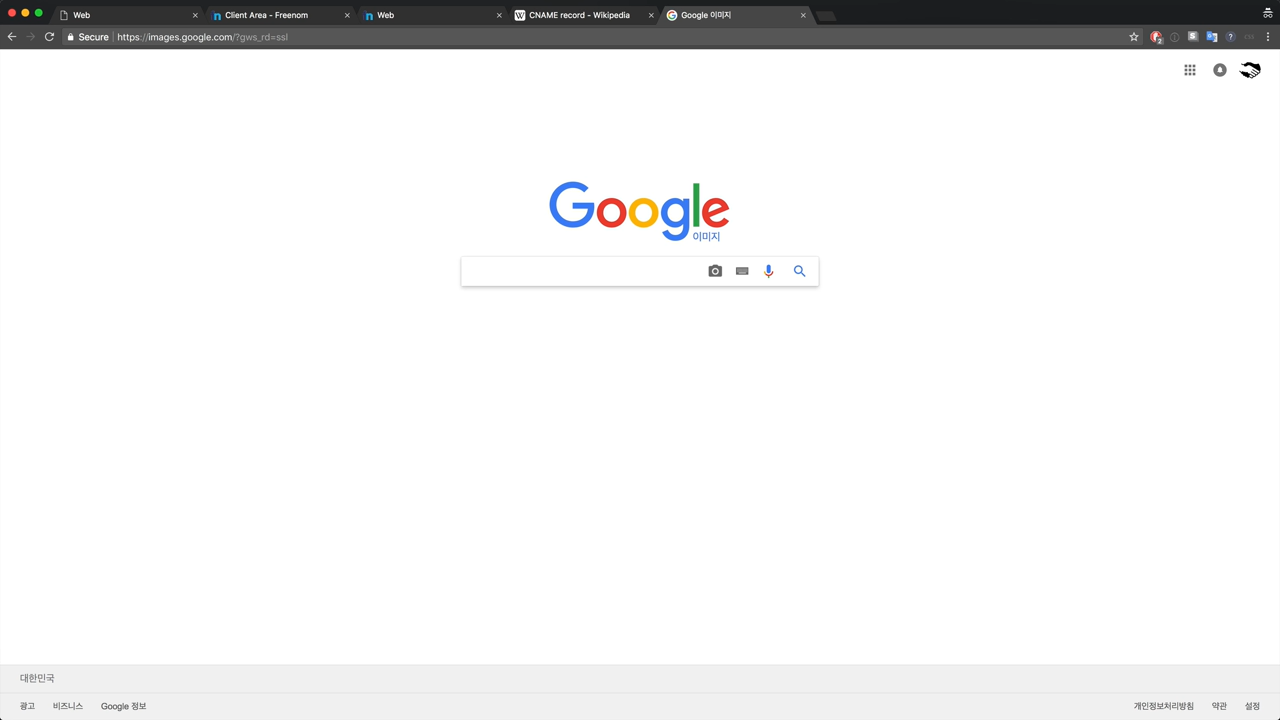 Web
Client Area - Freenom
Web
CNAME record - Wikipedia
Google 이미지
Secure
https://images.google.com/?gws_rd=ssl
Google
이미지
대한민국
광고 비즈니스 Google 정보
개인정보처리방침 약관 설정